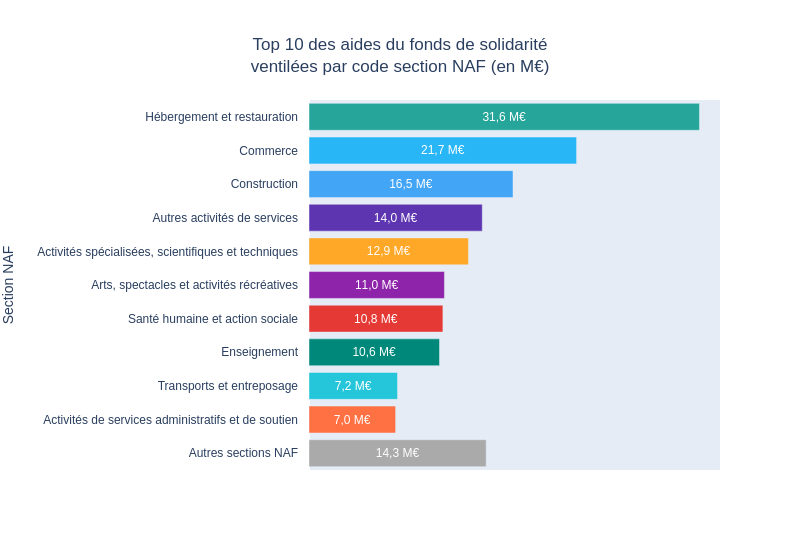 Top 10 des aides du fonds de solidarité
ventilées par code section NAF (en M€)
Section NAF
Hébergement et restauration 31,6 M€
Commerce 21,7 M€
Construction 16,5 M€
Autres activités de services 14,0 M€
Activités spécialisées, scientifiques et techniques 12,9 M€
Arts, spectacles et activités récréatives 11,0 M€
Santé humaine et action sociale 10,8 M€
Enseignement 10,6 M€
Transports et entreposage 7,2 M€
Activités de services administratifs et de soutien 7,0 M€
Autres sections NAF 14,3 M€